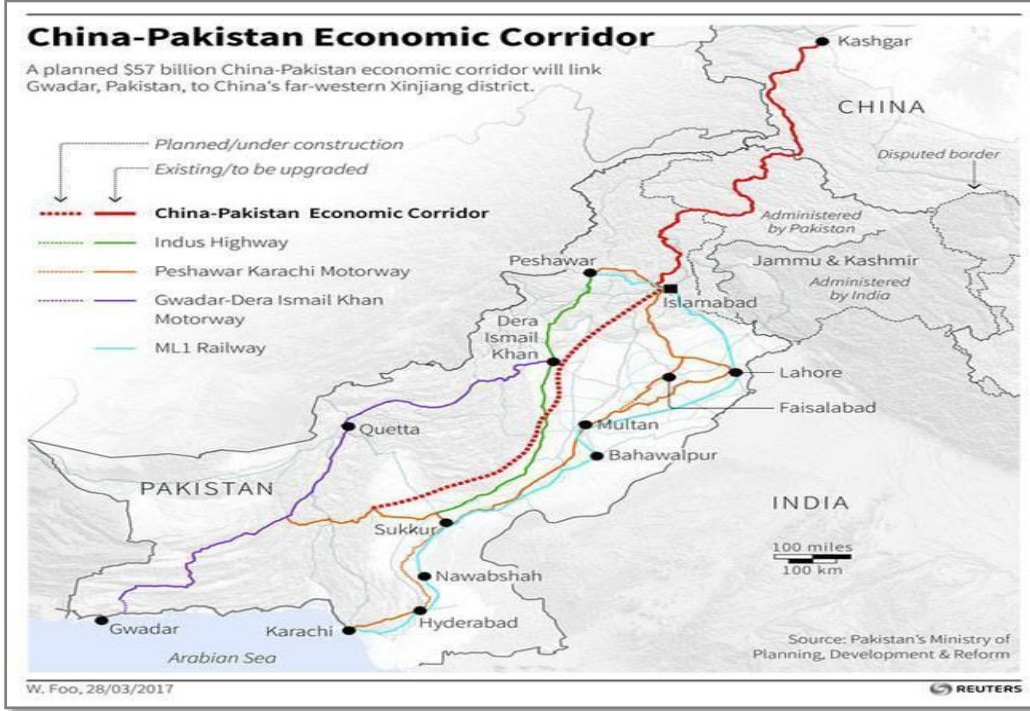 China-Pakistan Economic Corridor
A planned $57 billion China-Pakistan economic corridor will link
Gwadar, Pakistan, to China's far-western Xinjiang district.
Planned/under construction
Existing/to be upgraded
China-Pakistan Economic Corridor
Indus Highway
Peshawar Karachi Motorway
Gwadar-Dera Ismail Khan
Motorway
ML1 Railway
Kashgar
CHINA
Disputed border
Administered
by Pakistan
Jammu & Kashmir
Administered
by India
Peshawar
Islamabad
Dera
Ismail
Khan
Lahore
Faisalabad
Quetta
Multan
Bahawalpur
PAKISTAN
INDIA
Sukkur
100 miles
100 km
Nawabshah
Hyderabad
Gwadar
Karachi
Arabian Sea
Source: Pakistan's Ministry of
Planning, Development & Reform
W. Foo, 28/03/2017
REUTERS